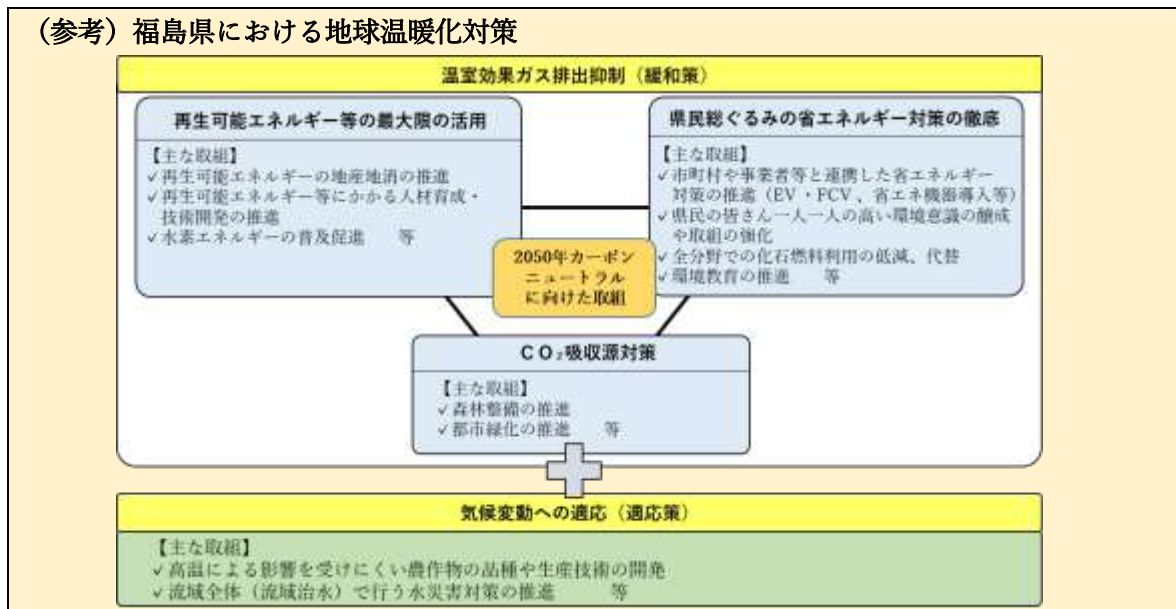 （参考）福島県における地球温暖化対策
温室効果ガス排出抑制（緩和策）
再生可能エネルギー等の最大限の活用
【主な取組】
✓再生可能エネルギーの地産地消の推進
✓再生可能エネルギー等にかかる人材育成・
技術開発の推進
✓水素エネルギーの普及促進　等
県民総ぐるみの省エネルギー対策の徹底
【主な取組】
✓市町村や事業者等と連携した省エネルギー
対策の推進（EV・FCV、省エネ機器導入等）
✓県民の皆さん一人一人の高い環境意識の醸成
や取組の強化
✓全分野での化石燃料利用の低減、代替
✓環境教育の推進　等
2050年カーボン
ニュートラル
に向けた取組
ＣＯ₂吸収源対策
【主な取組】
✓森林整備の推進
✓都市緑化の推進　等
気候変動への適応（適応策）
【主な取組】
✓高温による影響を受けにくい農作物の品種や生産技術の開発
✓流域全体（流域治水）で行う水災害対策の推進　等